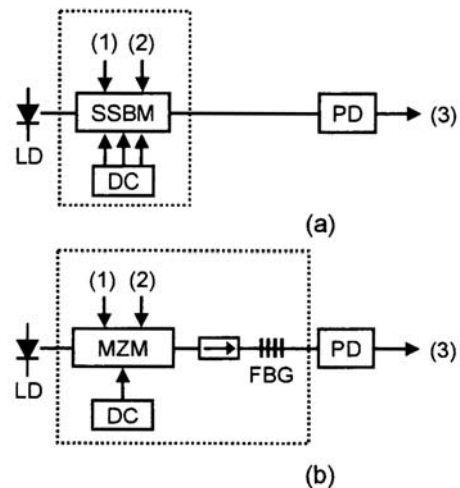 (1) (2)
SSBM
PD
(3)
LD
DC
(a)
(1) (2)
MZM
PD
(3)
LD
FBG
DC
(b)